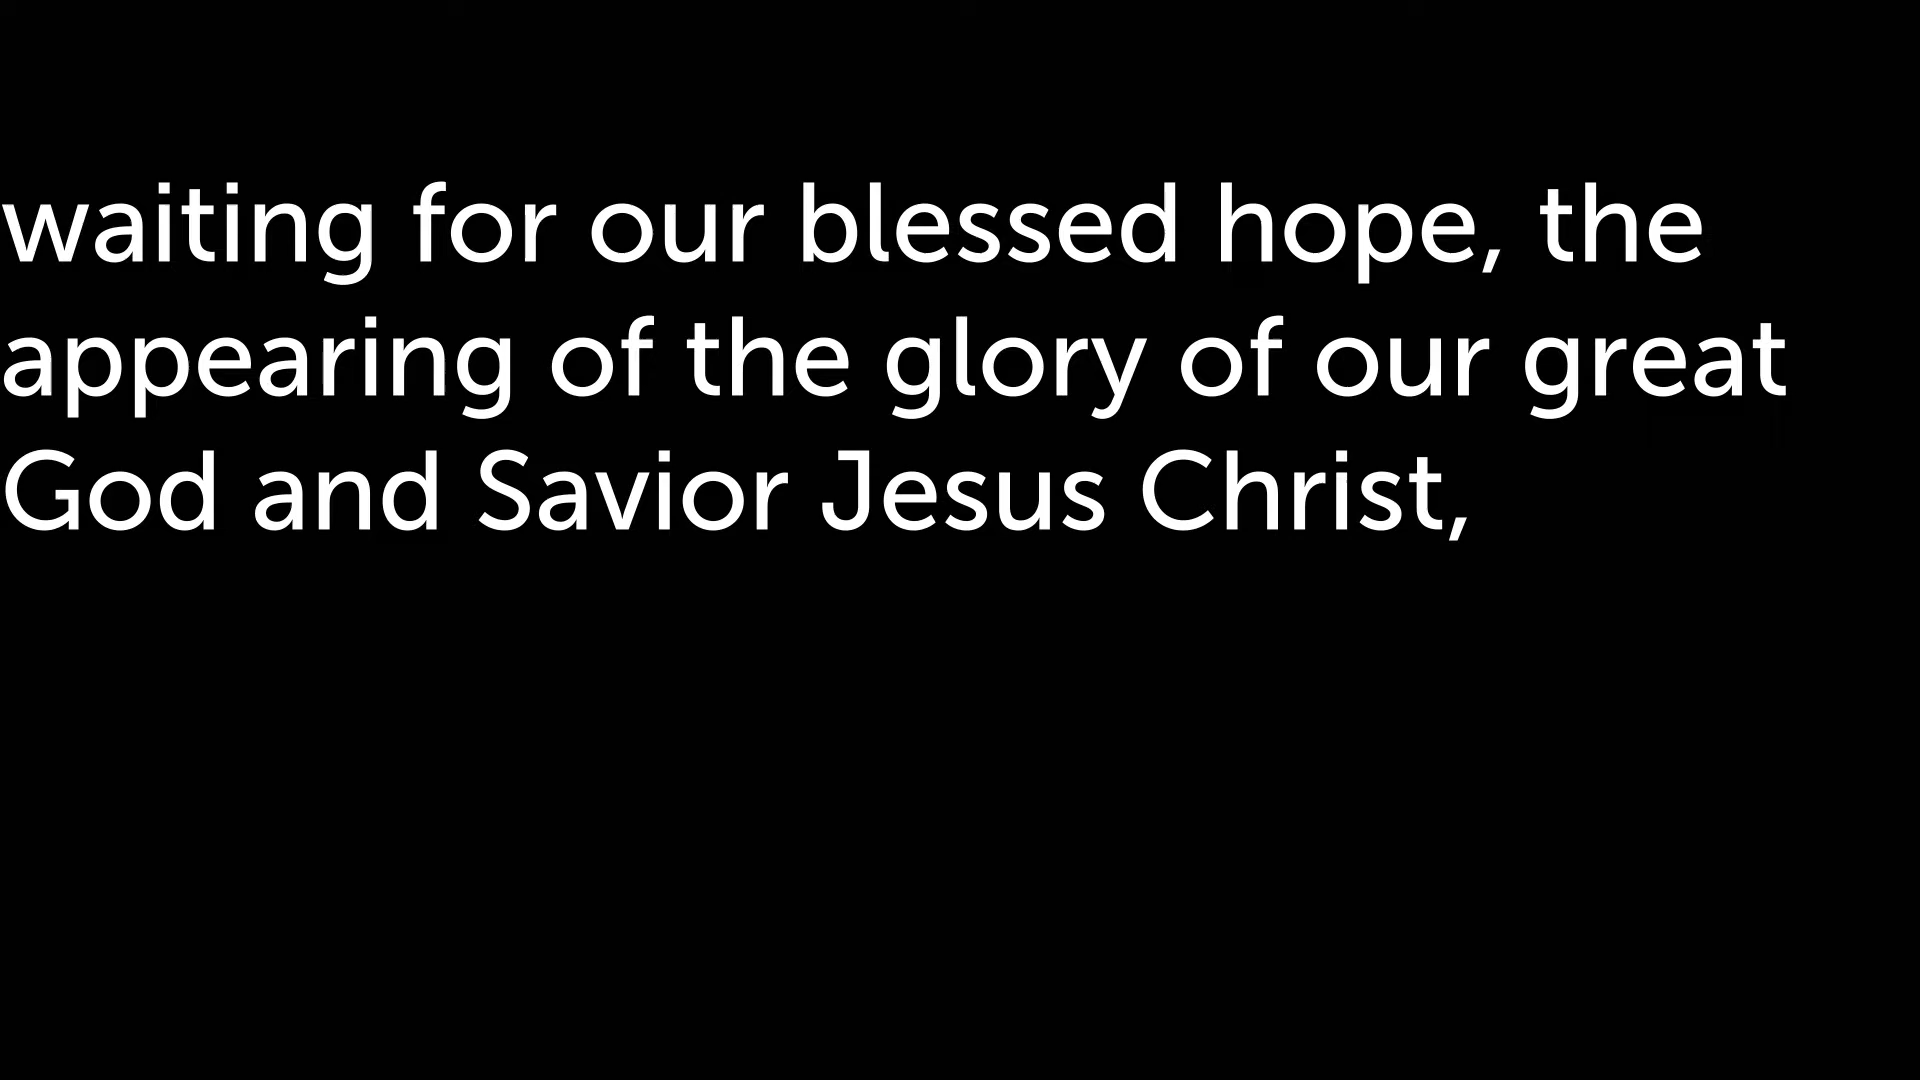 waiting for our blessed hope, the
appearing of the glory of our great
God and Savior Jesus Christ,